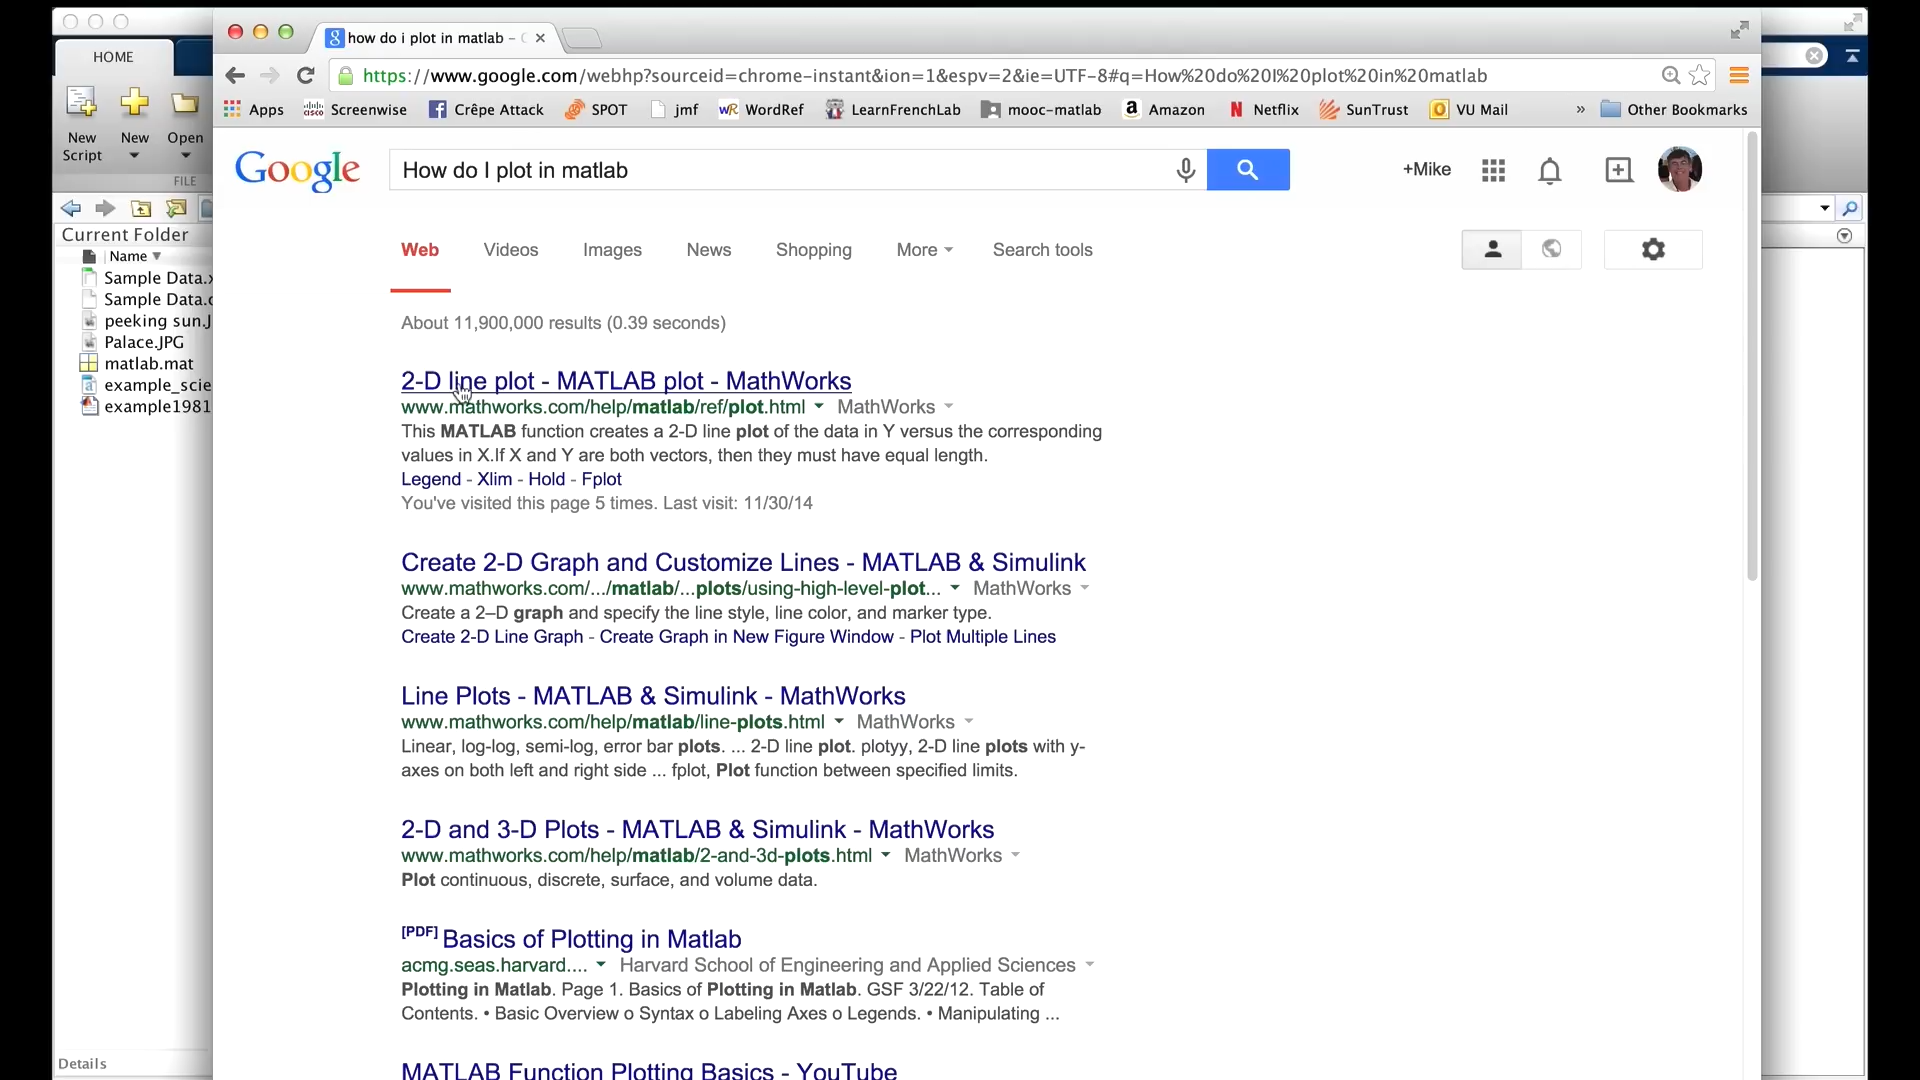 how do i plot in matlab –
HOME
https://www.google.com/webhp?sourceid=chrome-instant&ion=1&espv=2&ie=UTF-8#q=How%20do%20I%20plot%20in%20matlab
Apps Screenwise Crêpe Attack SPOT jmf WordRef LearnFrenchLab mooc-matlab Amazon Netflix SunTrust VU Mail » Other Bookmarks
New Script
New
Open
FILE
Google
How do I plot in matlab
+Mike
Current Folder
Name
Sample Data.x
Sample Data.c
peeking sun.J
Palace.JPG
matlab.mat
example_scie
example1981
Details
Web Videos Images News Shopping More Search tools
About 11,900,000 results (0.39 seconds)
2-D line plot - MATLAB plot - MathWorks
www.mathworks.com/help/matlab/ref/plot.html MathWorks
This MATLAB function creates a 2-D line plot of the data in Y versus the corresponding
values in X.If X and Y are both vectors, then they must have equal length.
Legend - Xlim - Hold - Fplot
You've visited this page 5 times. Last visit: 11/30/14
Create 2-D Graph and Customize Lines - MATLAB & Simulink
www.mathworks.com/.../matlab/...plots/using-high-level-plot... MathWorks
Create a 2–D graph and specify the line style, line color, and marker type.
Create 2-D Line Graph - Create Graph in New Figure Window - Plot Multiple Lines
Line Plots - MATLAB & Simulink - MathWorks
www.mathworks.com/help/matlab/line-plots.html MathWorks
Linear, log-log, semi-log, error bar plots. ... 2-D line plot. plotyy, 2-D line plots with y-
axes on both left and right side ... fplot, Plot function between specified limits.
2-D and 3-D Plots - MATLAB & Simulink - MathWorks
www.mathworks.com/help/matlab/2-and-3d-plots.html MathWorks
Plot continuous, discrete, surface, and volume data.
[PDF] Basics of Plotting in Matlab
acmg.seas.harvard.... Harvard School of Engineering and Applied Sciences
Plotting in Matlab. Page 1. Basics of Plotting in Matlab. GSF 3/22/12. Table of
Contents. • Basic Overview o Syntax o Labeling Axes o Legends. • Manipulating ...
MATLAB Function Plotting Basics - YouTube